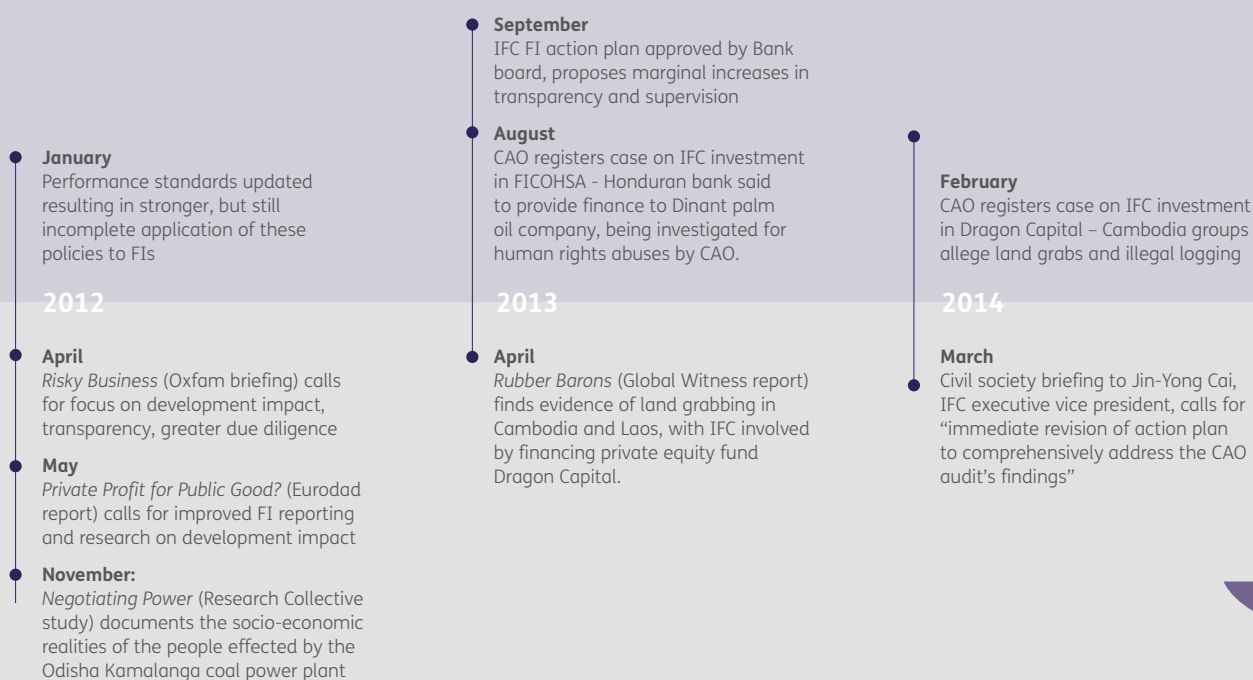 January
Performance standards updated
resulting in stronger, but still
incomplete application of these
policies to FIs
2012
April
Risky Business (Oxfam briefing) calls
for focus on development impact,
transparency, greater due diligence
May
Private Profit for Public Good? (Eurodad
report) calls for improved FI reporting
and research on development impact
November:
Negotiating Power (Research Collective
study) documents the socio-economic
realities of the people effected by the
Odisha Kamalanga coal power plant
September
IFC FI action plan approved by Bank
board, proposes marginal increases in
transparency and supervision
August
CAO registers case on IFC investment
in FICOHSA - Honduran bank said
to provide finance to Dinant palm
oil company, being investigated for
human rights abuses by CAO.
2013
April
Rubber Barons (Global Witness report)
finds evidence of land grabbing in
Cambodia and Laos, with IFC involved
by financing private equity fund
Dragon Capital.
February
CAO registers case on IFC investment
in Dragon Capital – Cambodia groups
allege land grabs and illegal logging
2014
March
Civil society briefing to Jin-Yong Cai,
IFC executive vice president, calls for
“immediate revision of action plan
to comprehensively address the CAO
audit’s findings”